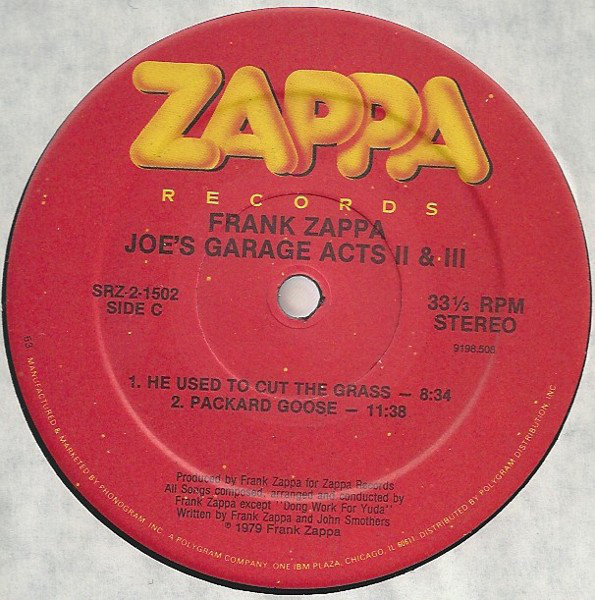 ZAPPA
RECORDS
FRANK ZAPPA
JOE'S GARAGE ACTS II & III
SRZ-2-1502
SIDE C
33 1/3 RPM
STEREO
9198.508
1. HE USED TO CUT THE GRASS – 8:34
2. PACKARD GOOSE – 11:38
Produced by Frank Zappa for Zappa Records
All Songs composed, arranged and conducted by
Frank Zappa except ''Dong Work For Yuda''
Written by Frank Zappa and John Smothers
℗ 1979 Frank Zappa
53 MANUFACTURED & MARKETED BY PHONOGRAM, INC. A POLYGRAM COMPANY, ONE IBM PLAZA, CHICAGO, IL 60611 · DISTRIBUTED BY POLYGRAM DISTRIBUTION, INC.